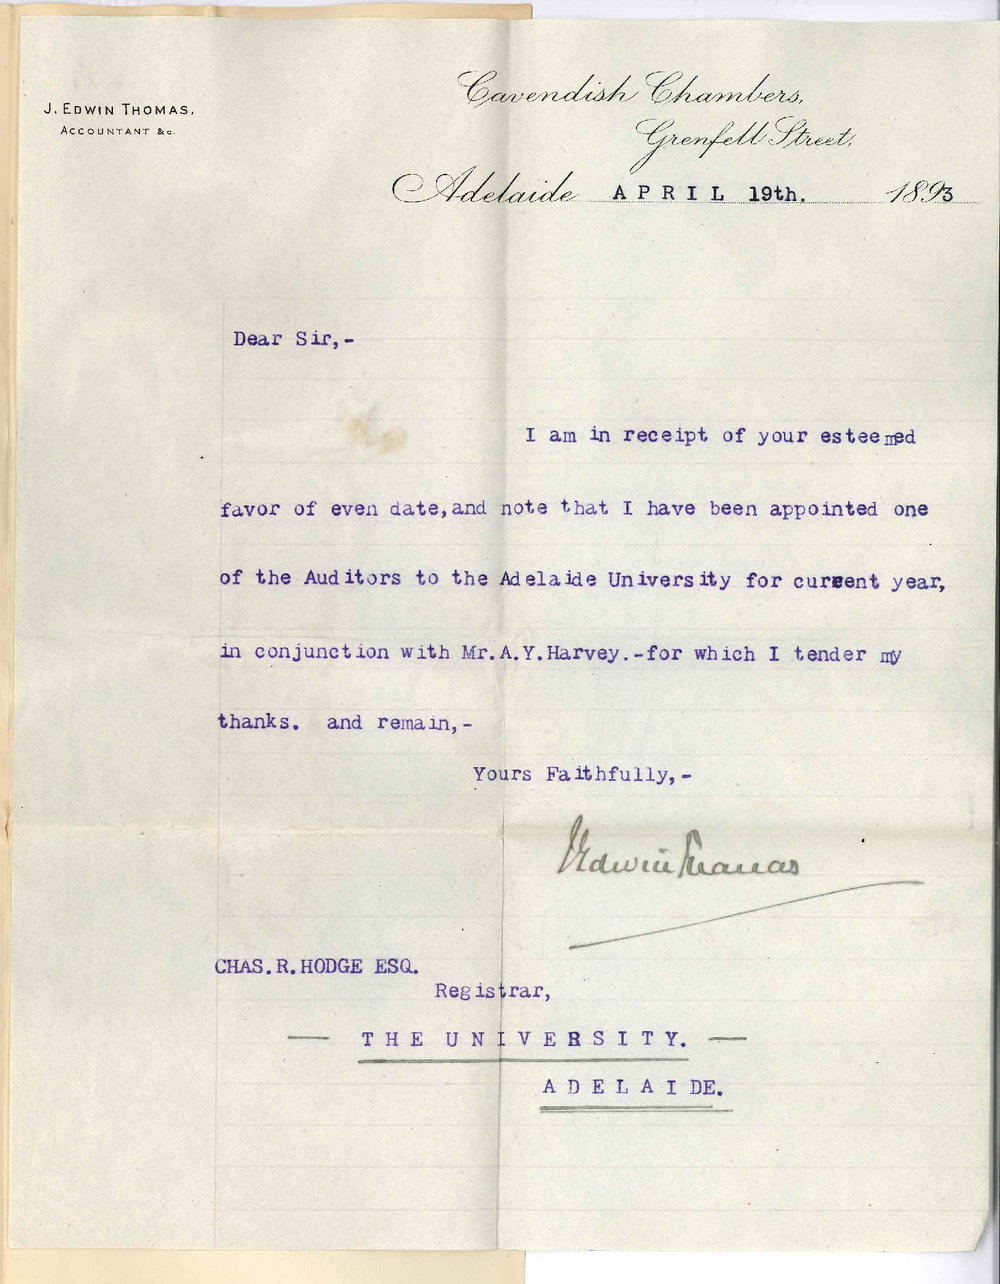 J. EDWIN THOMAS,
ACCOUNTANT &c.
Cavendish Chambers,
Grenfell Street,
Adelaide APRIL 19th. 1893
Dear Sir,-
I am in receipt of your esteemed
favor of even date,and note that I have been appointed one
of the Auditors to the Adelaide University for current year,
in conjunction with Mr.A.Y.Harvey.-for which I tender my
thanks. and remain,-
Yours Faithfully,-
J Edwin Thomas
CHAS.R.HODGE ESQ.
Registrar,
— THE UNIVERSITY. —
ADELAIDE.